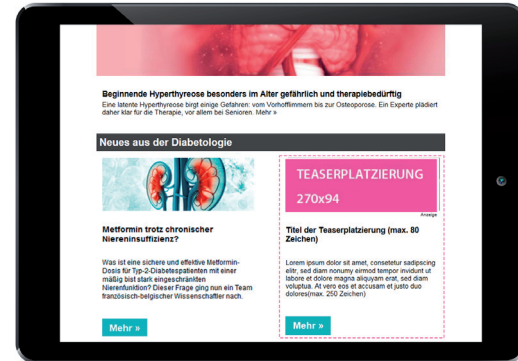 Beginnende Hyperthyreose besonders im Alter gefährlich und therapiebedürftig
Eine latente Hyperthyreose birgt einige Gefahren: vom Vorhofflimmern bis zur Osteoporose. Ein Experte plädiert
daher klar für die Therapie, vor allem bei Senioren. Mehr »
Neues aus der Diabetologie
Metformin trotz chronischer
Niereninsuffizienz?
Was ist eine sichere und effektive Metformin-
Dosis für Typ-2-Diabetespatienten mit einer
mäßig bist stark eingeschränkten
Nierenfunktion? Dieser Frage ging nun ein Team
französisch-belgischer Wissenschaftler nach.
Mehr »
TEASERPLATZIERUNG
270x94
Anzeige
Titel der Teaserplatzierung (max. 80
Zeichen)
Lorem ipsum dolor sit amet, consetetur sadipscing
elitr, sed diam nonumy eirmod tempor invidunt ut
labore et dolore magna aliquyam erat, sed diam
voluptua. At vero eos et accusam et justo duo
dolores(max. 250 Zeichen)
Mehr »